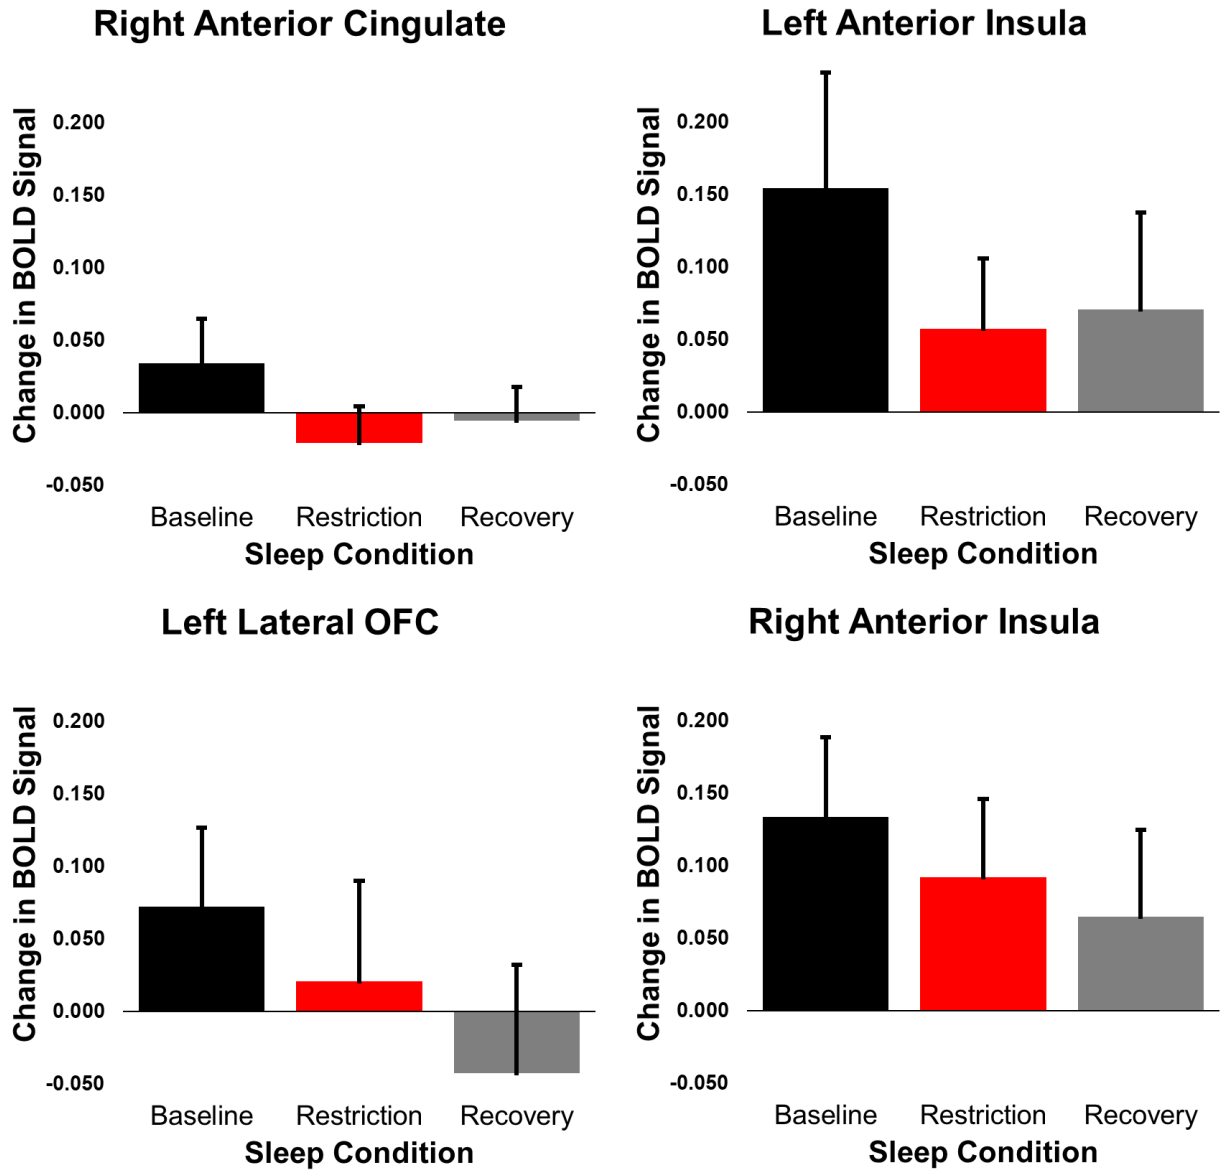 Right Anterior Cingulate
Change in BOLD Signal
0.200
0.150
0.100
0.050
0.000
-0.050
Baseline Restriction Recovery
Sleep Condition
Left Anterior Insula
Change in BOLD Signal
0.200
0.150
0.100
0.050
0.000
-0.050
Baseline Restriction Recovery
Sleep Condition
Left Lateral OFC
Change in BOLD Signal
0.200
0.150
0.100
0.050
0.000
-0.050
Baseline Restriction Recovery
Sleep Condition
Right Anterior Insula
Change in BOLD Signal
0.200
0.150
0.100
0.050
0.000
-0.050
Baseline Restriction Recovery
Sleep Condition